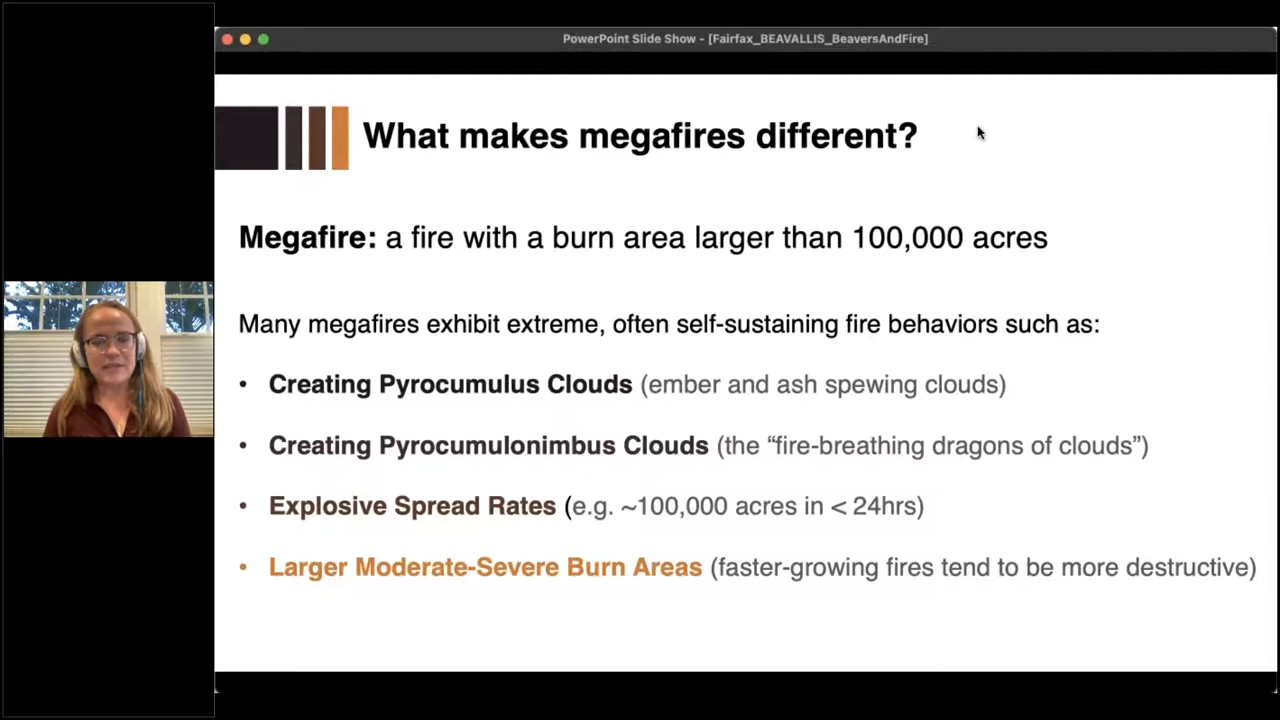 PowerPoint Slide Show - [Fairfax_BEAVALLIS_BeaversAndFire]
What makes megafires different?
Megafire: a fire with a burn area larger than 100,000 acres
Many megafires exhibit extreme, often self-sustaining fire behaviors such as:
• Creating Pyrocumulus Clouds (ember and ash spewing clouds)
• Creating Pyrocumulonimbus Clouds (the “fire-breathing dragons of clouds”)
• Explosive Spread Rates (e.g. ~100,000 acres in < 24hrs)
• Larger Moderate-Severe Burn Areas (faster-growing fires tend to be more destructive)